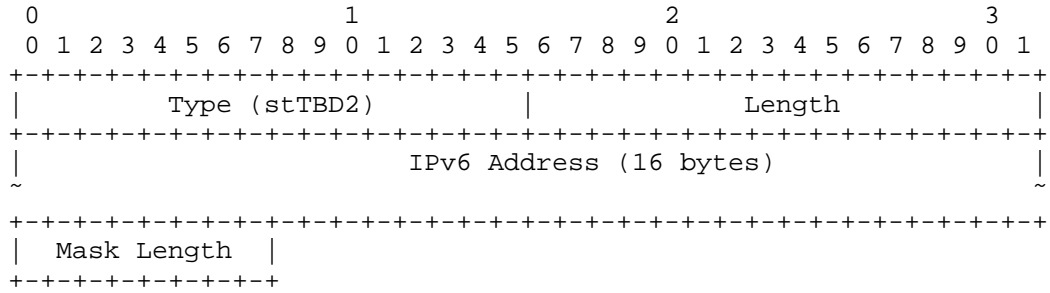 0                   1                   2                   3
 0 1 2 3 4 5 6 7 8 9 0 1 2 3 4 5 6 7 8 9 0 1 2 3 4 5 6 7 8 9 0 1
+-+-+-+-+-+-+-+-+-+-+-+-+-+-+-+-+-+-+-+-+-+-+-+-+-+-+-+-+-+-+-+-+
|         Type (stTBD2)         |             Length            |
+-+-+-+-+-+-+-+-+-+-+-+-+-+-+-+-+-+-+-+-+-+-+-+-+-+-+-+-+-+-+-+-+
|                        IPv6 Address (16 bytes)                |
~                                                               ~
+-+-+-+-+-+-+-+-+-+-+-+-+-+-+-+-+-+-+-+-+-+-+-+-+-+-+-+-+-+-+-+-+
|  Mask Length  |
+-+-+-+-+-+-+-+-+